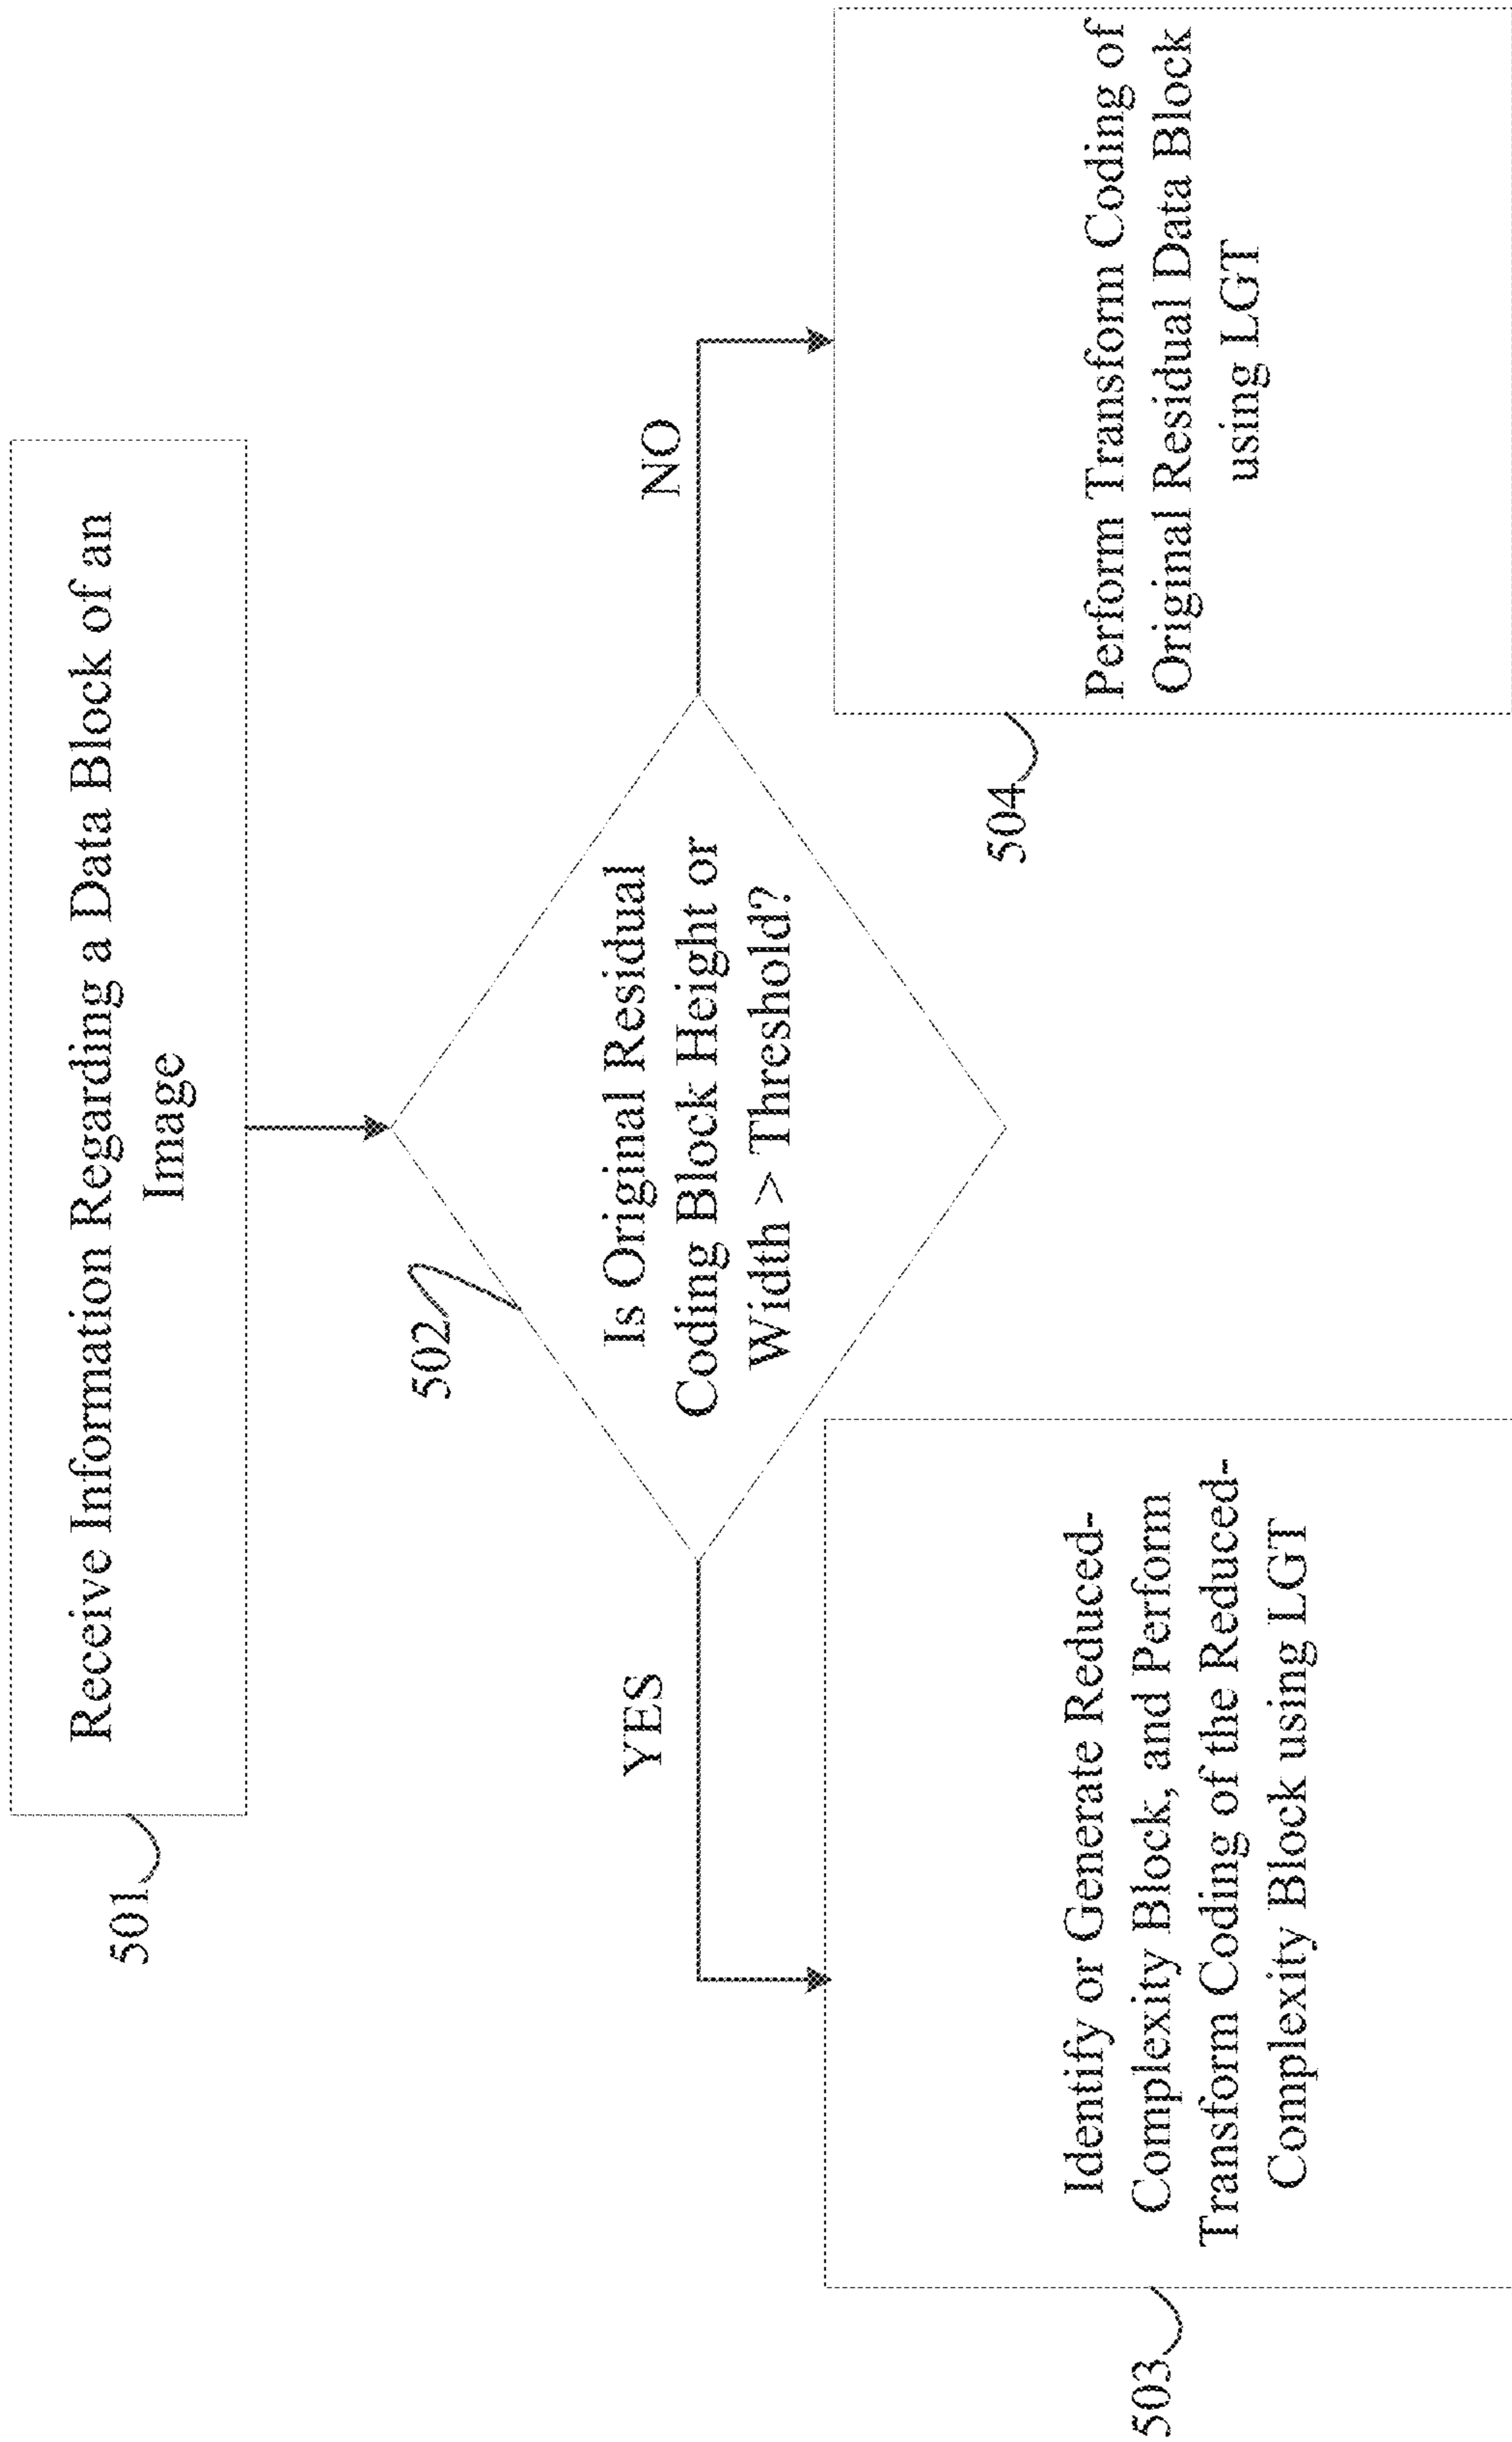 501
Receive Information Regarding a Data Block of an
Image
502
Is Original Residual
Coding Block Height or
Width > Threshold?
YES
NO
503
Identify or Generate Reduced-
Complexity Block, and Perform
Transform Coding of the Reduced-
Complexity Block using LGT
504
Perform Transform Coding of
Original Residual Data Block
using LGT